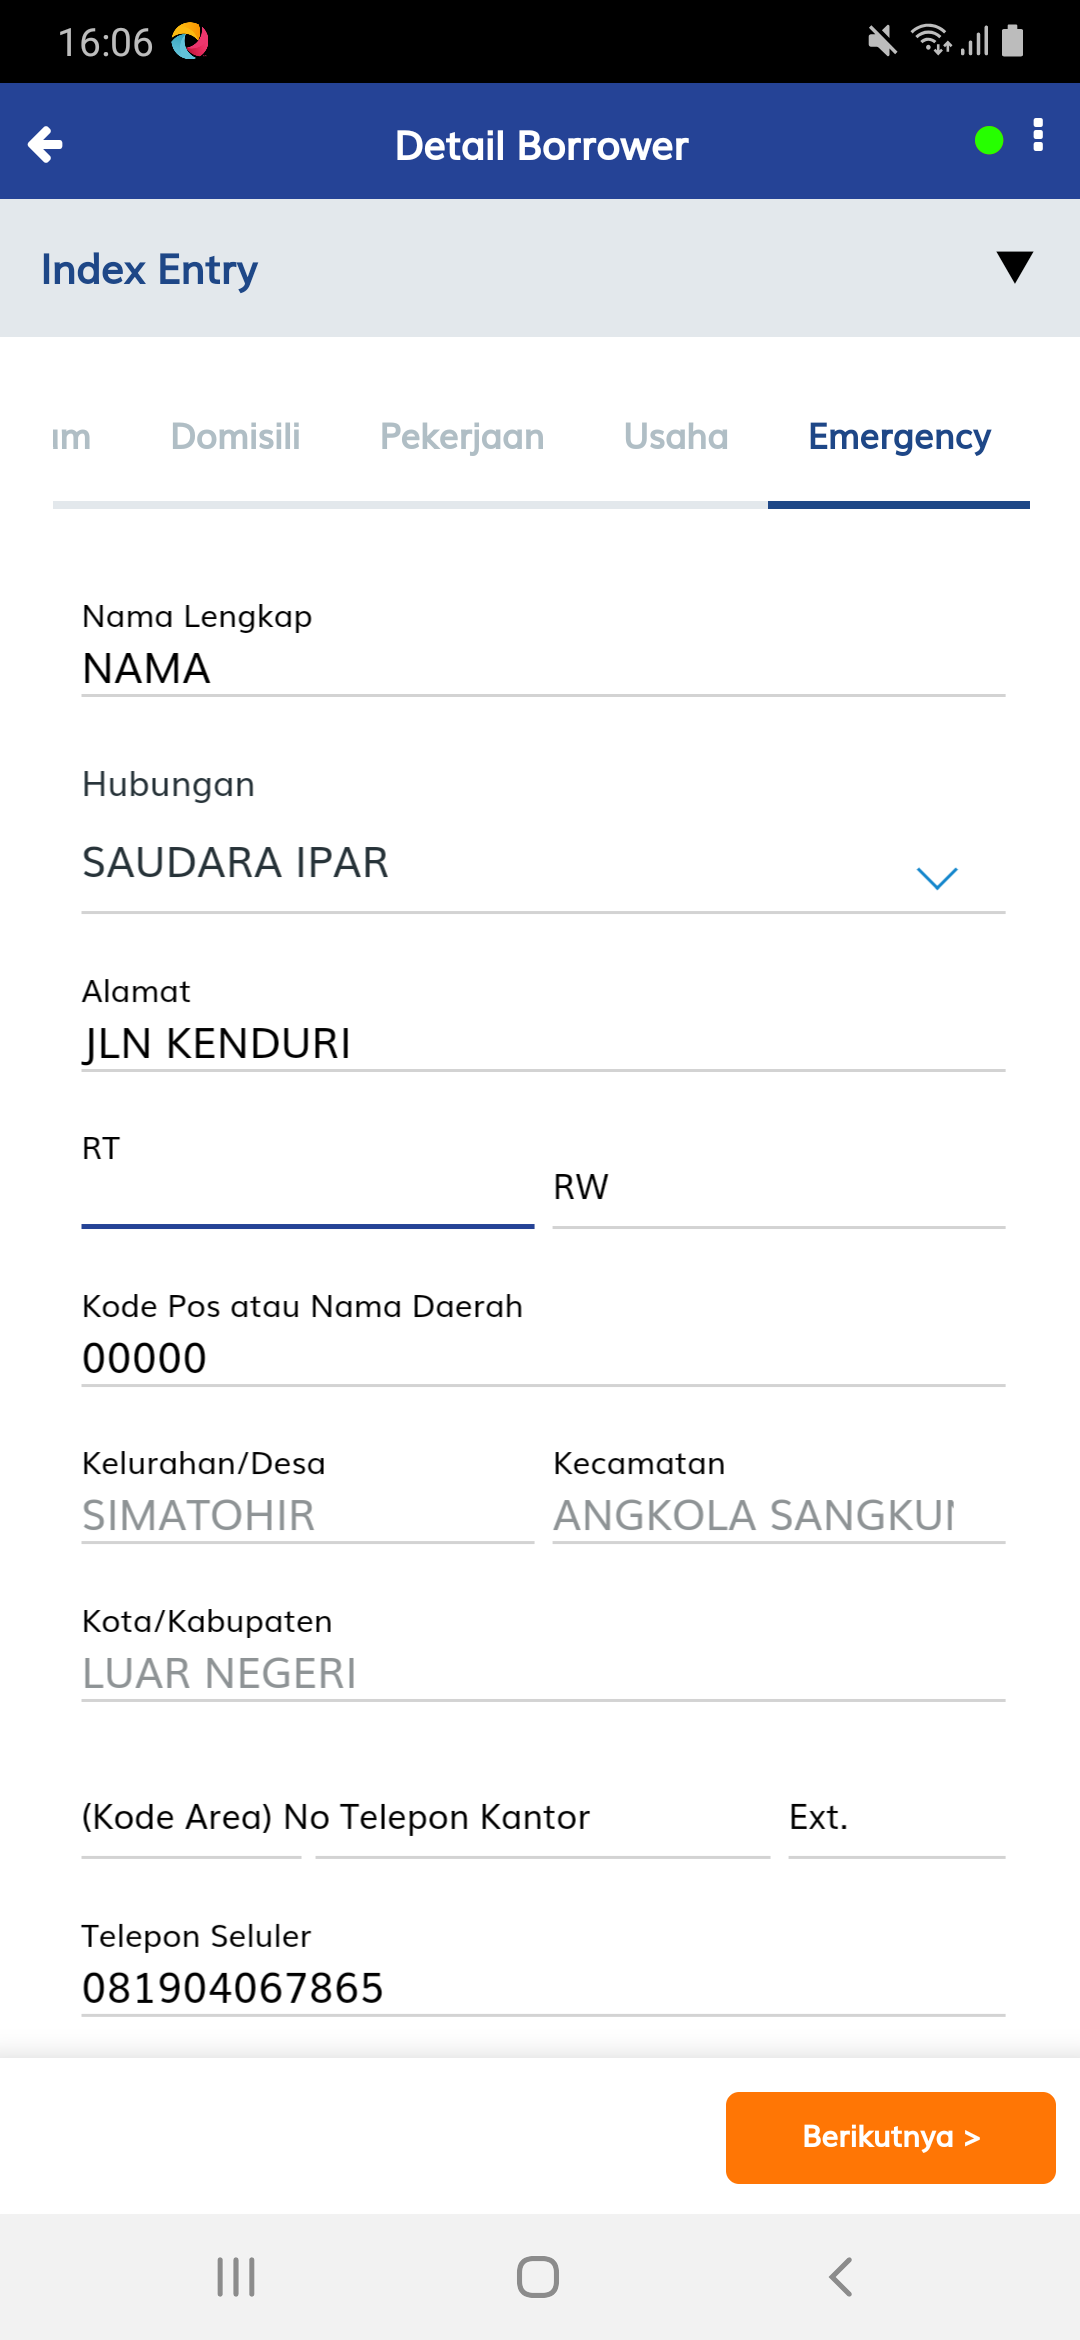 16:06
Detail Borrower
Index Entry
Domisili Pekerjaan Usaha Emergency
Nama Lengkap
NAMA
Hubungan
SAUDARA IPAR
Alamat
JLN KENDURI
RT
RW
Kode Pos atau Nama Daerah
00000
Kelurahan/Desa Kecamatan
SIMATOHIR ANGKOLA
Kota/Kabupaten
LUAR NEGERI
(Kode Area) No Telepon Kantor Ext.
Telepon Seluler
081904067865
Berikutnya >